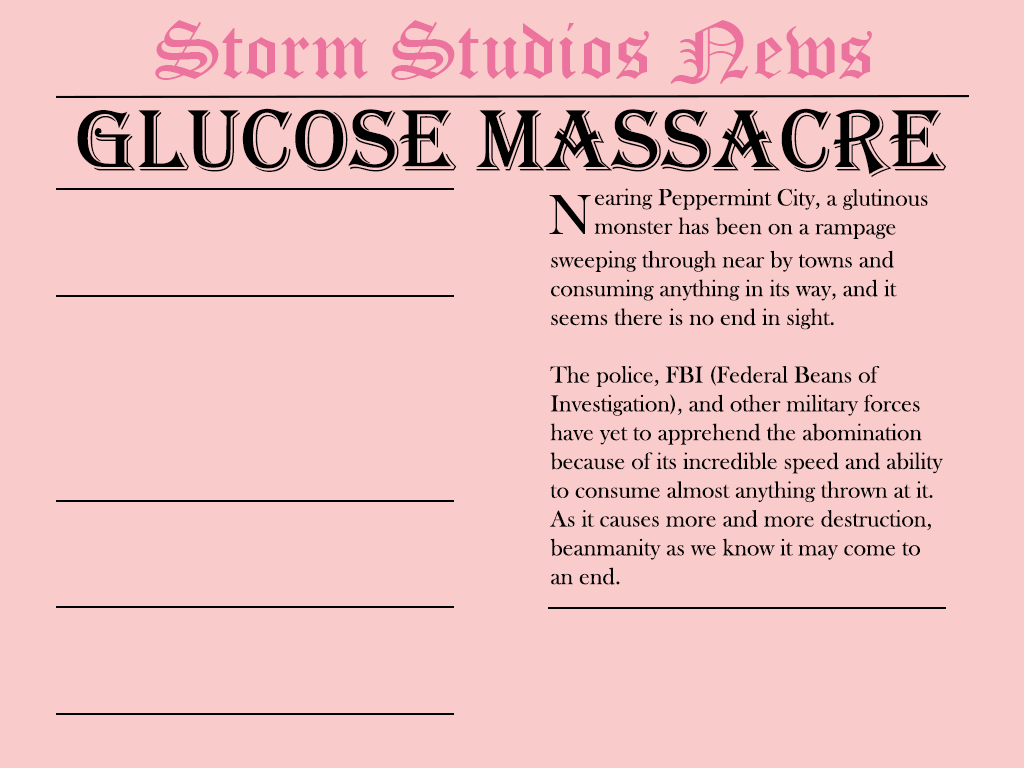 Storm Studios News
GLUCOSE MASSACRE
Nearing Peppermint City, a glutinous
monster has been on a rampage
sweeping through near by towns and
consuming anything in its way, and it
seems there is no end in sight.
The police, FBI (Federal Beans of
Investigation), and other military forces
have yet to apprehend the abomination
because of its incredible speed and ability
to consume almost anything thrown at it.
As it causes more and more destruction,
beanmanity as we know it may come to
an end.